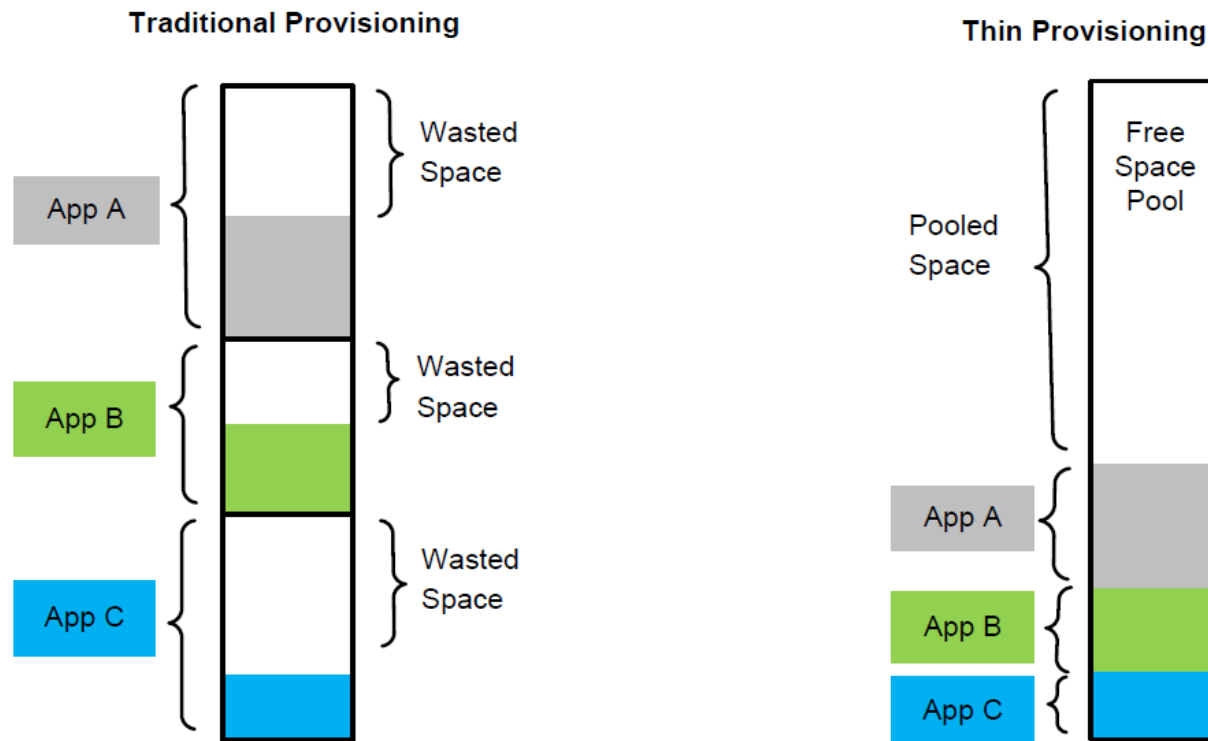 Traditional Provisioning
Wasted
Space
App A
Wasted
Space
App B
Wasted
Space
App C
Thin Provisioning
Free
Space
Pool
Pooled
Space
App A
App B
App C